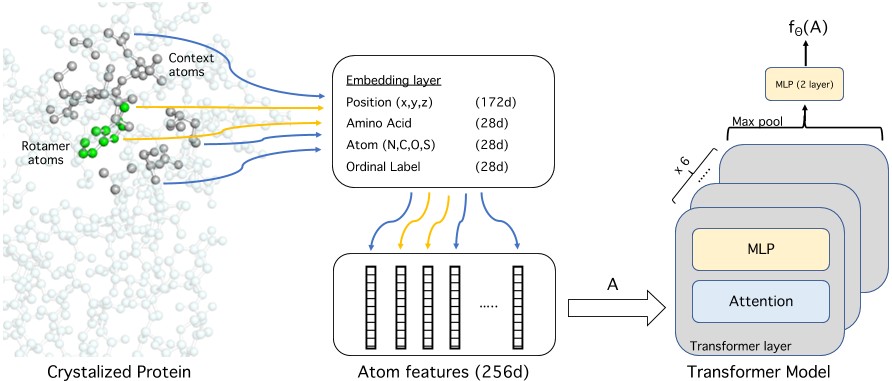 Context
atoms
Rotamer
atoms
Crystalized Protein
Embedding layer
Position (x,y,z) (172d)
Amino Acid (28d)
Atom (N,C,O,S) (28d)
Ordinal Label (28d)
.....
Atom features (256d)
A
fΘ(A)
MLP (2 layer)
Max pool
x 6
.....
MLP
Attention
Transformer layer
Transformer Model